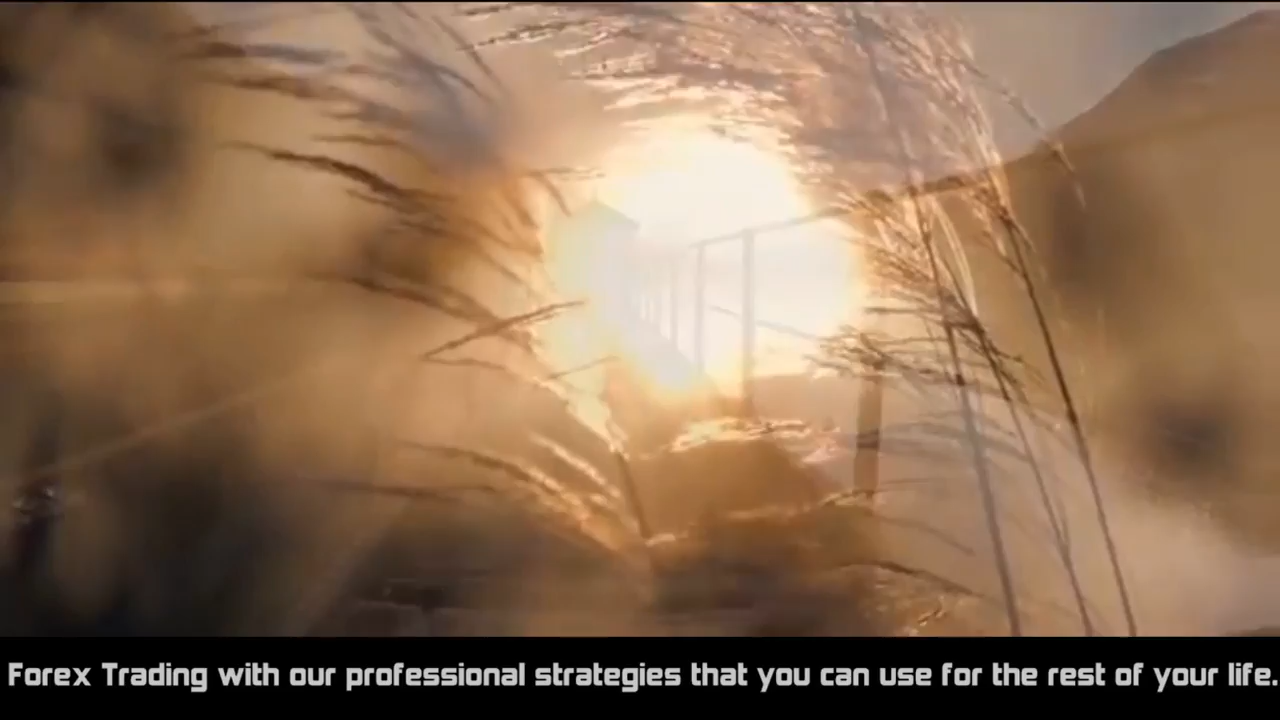 Forex Trading with our professional strategies that you can use for the rest of your life.